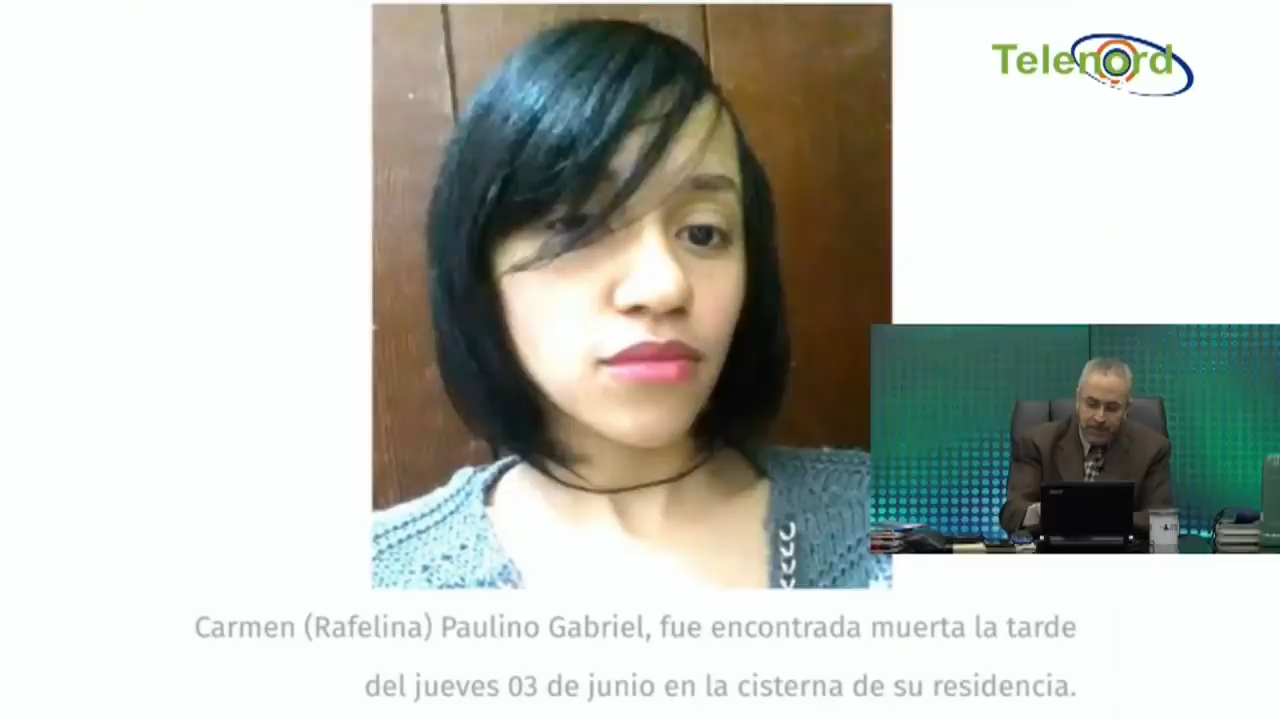 Telenord
Carmen (Rafelina) Paulino Gabriel, fue encontrada muerta la tarde
del jueves 03 de junio en la cisterna de su residencia.